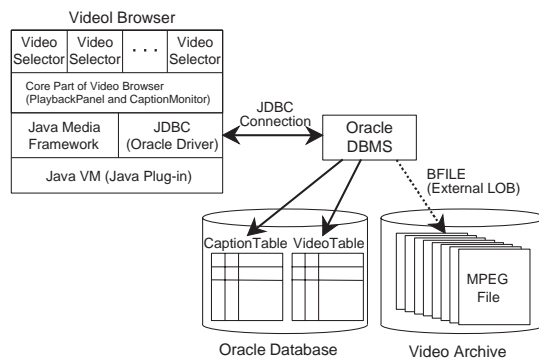 Videol Browser
Video Selector
Video Selector
. . .
Video Selector
Core Part of Video Browser
(PlaybackPanel and CaptionMonitor)
Java Media Framework
JDBC (Oracle Driver)
Java VM (Java Plug-in)
JDBC Connection
Oracle DBMS
BFILE (External LOB)
CaptionTable
VideoTable
MPEG File
Oracle Database
Video Archive